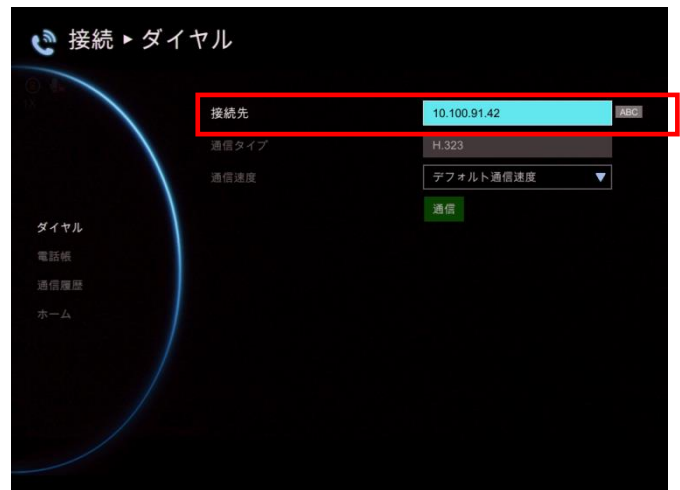 接続 ▸ ダイヤル
接続先 10.100.91.42 ABC
通信タイプ H.323
通信速度 デフォルト通信速度 ▼
通信
ダイヤル
電話帳
通信履歴
ホーム